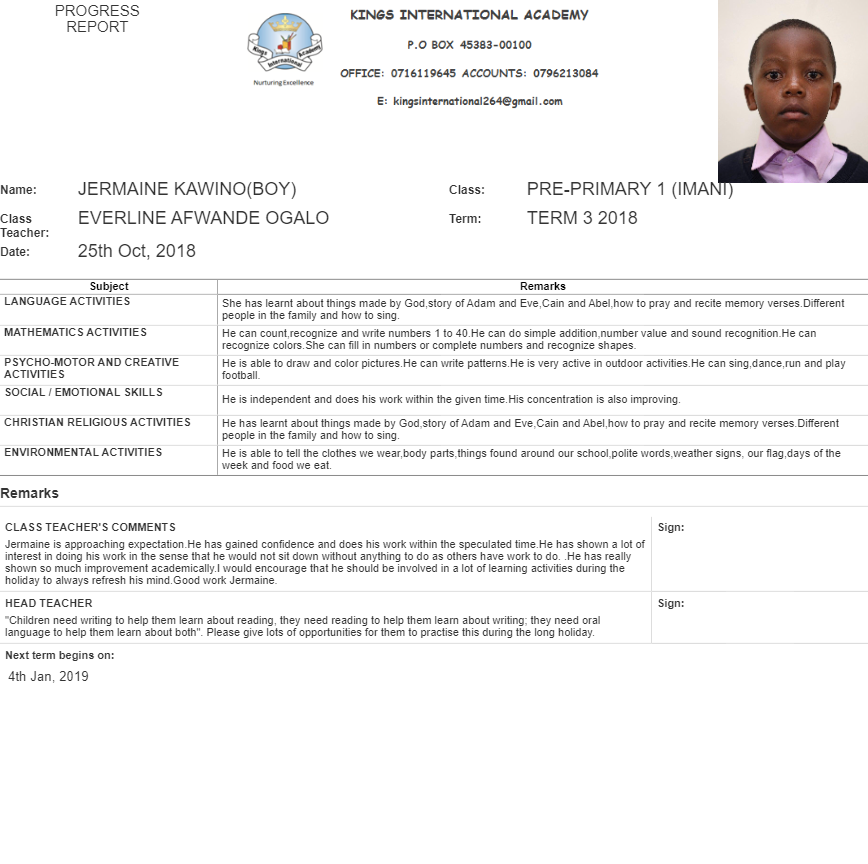 PROGRESS
REPORT
Kings International Academy
Nurturing Excellence
KINGS INTERNATIONAL ACADEMY
P.O BOX 45383-00100
OFFICE: 0716119645 ACCOUNTS: 0796213084
E: kingsinternational264@gmail.com
Name: JERMAINE KAWINO(BOY) Class: PRE-PRIMARY 1 (IMANI)
Class Teacher: EVERLINE AFWANDE OGALO Term: TERM 3 2018
Date: 25th Oct, 2018
Subject Remarks
LANGUAGE ACTIVITIES
She has learnt about things made by God,story of Adam and Eve,Cain and Abel,how to pray and recite memory verses.Different
people in the famnt and how to sing.
MATHEMATICS ACTIVITIES
He can count,recognize and write numbers 1 to 40.He can do simple addition,number value and sound recognition.He can
recognize colors.She can fill in numbers or complete numbers and recognize shapes.
PSYCHO-MOTOR AND CREATIVE
ACTIVITIES
He is able to draw and color pictures.He can write patterns.He is very active in outdoor activities.He can sing,dance,run and play
football.
SOCIAL / EMOTIONAL SKILLS
He is independent and does his work within the given time.His concentration is also improving.
CHRISTIAN RELIGIOUS ACTIVITIES
He has learnt about things made by God,story of Adam and Eve,Cain and Abel,how to pray and recite memory verses.Different
people in the family and how to sing.
ENVIRONMENTAL ACTIVITIES
He is able to tell the clothes we wear,body parts,things found around our school,polite words,weather signs, our flag,days of the
week and food we eat.
Remarks
CLASS TEACHER'S COMMENTS
Jermaine is approaching expectation.He has gained confidence and does his work within the speculated time.He has shown a lot of
interest in doing his work in the sense that he would not sit down without anything to do as others have work to do. .He has really
shown so much improvement academically.I would encourage that he should be involved in a lot of learning activities during the
holiday to always refresh his mind.Good work Jermaine.
Sign:
HEAD TEACHER
"Children need writing to help them learn about reading, they need reading to help them learn about writing; they need oral
language to help them learn about both". Please give lots of opportunities for them to practise this during the long holiday.
Sign:
Next term begins on:
4th Jan, 2019